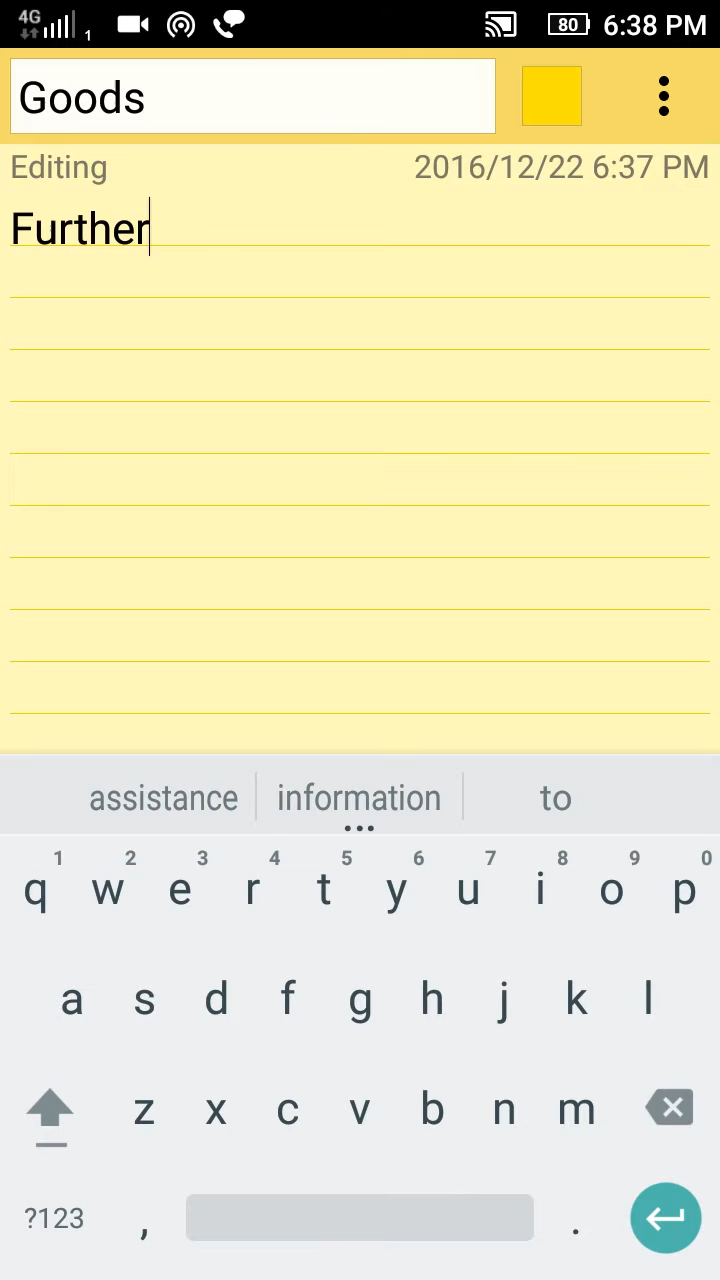 4G 1 80 6:38 PM
Goods
Editing 2016/12/22 6:37 PM
Further
assistance information to
1 2 3 4 5 6 7 8 9 0
q w e r t y u i o p
a s d f g h j k l
z x c v b n m
?123 , .